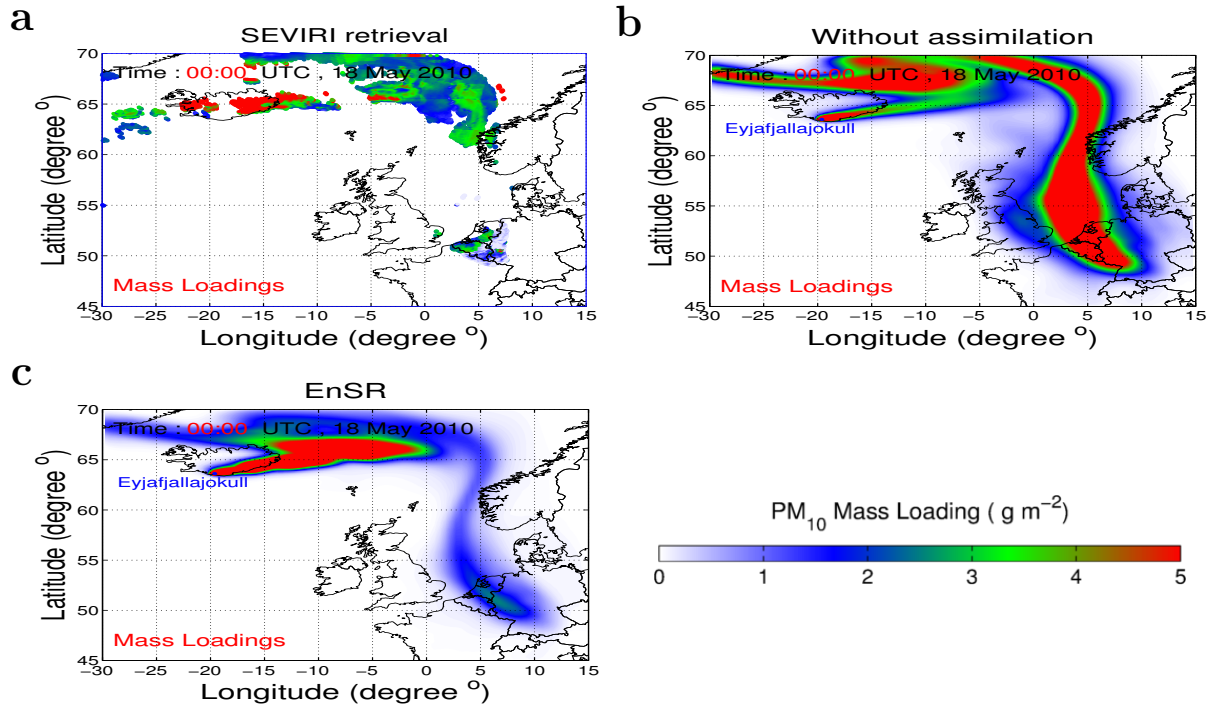 a
SEVIRI retrieval
Time : 00:00 UTC , 18 May 2010
Mass Loadings
Latitude (degree °)
70
65
60
55
50
45
−30 −25 −20 −15 −10 −5 0 5 10 15
Longitude (degree °)
b
Without assimilation
Time : 00:00 UTC , 18 May 2010
Eyjafjallajokull
Mass Loadings
Latitude (degree °)
70
65
60
55
50
45
−30 −25 −20 −15 −10 −5 0 5 10 15
Longitude (degree °)
c
EnSR
Time : 00:00 UTC , 18 May 2010
Eyjafjallajokull
Mass Loadings
Latitude (degree °)
70
65
60
55
50
45
−30 −25 −20 −15 −10 −5 0 5 10 15
Longitude (degree °)
PM₁₀ Mass Loading ( g m⁻²)
0 1 2 3 4 5